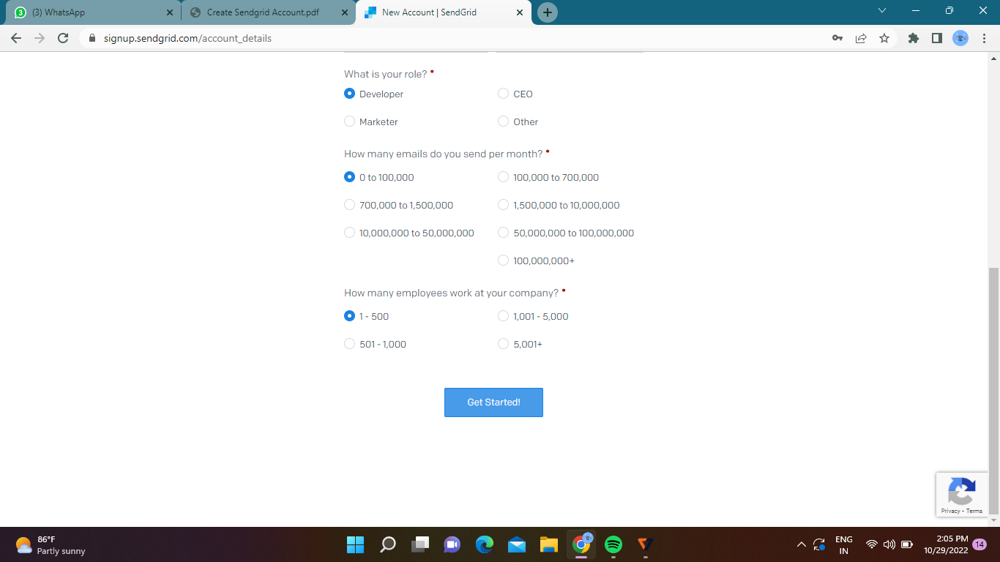 3 (3) WhatsApp Create Sendgrid Account.pdf New Account | SendGrid
signup.sendgrid.com/account_details
What is your role? •
Developer CEO
Marketer Other
How many emails do you send per month? •
0 to 100,000 100,000 to 700,000
700,000 to 1,500,000 1,500,000 to 10,000,000
10,000,000 to 50,000,000 50,000,000 to 100,000,000
100,000,000+
How many employees work at your company? •
1 - 500 1,001 - 5,000
501 - 1,000 5,001+
Get Started!
Privacy - Terms
86°F ENG 2:05 PM
Partly sunny IN 10/29/2022 14